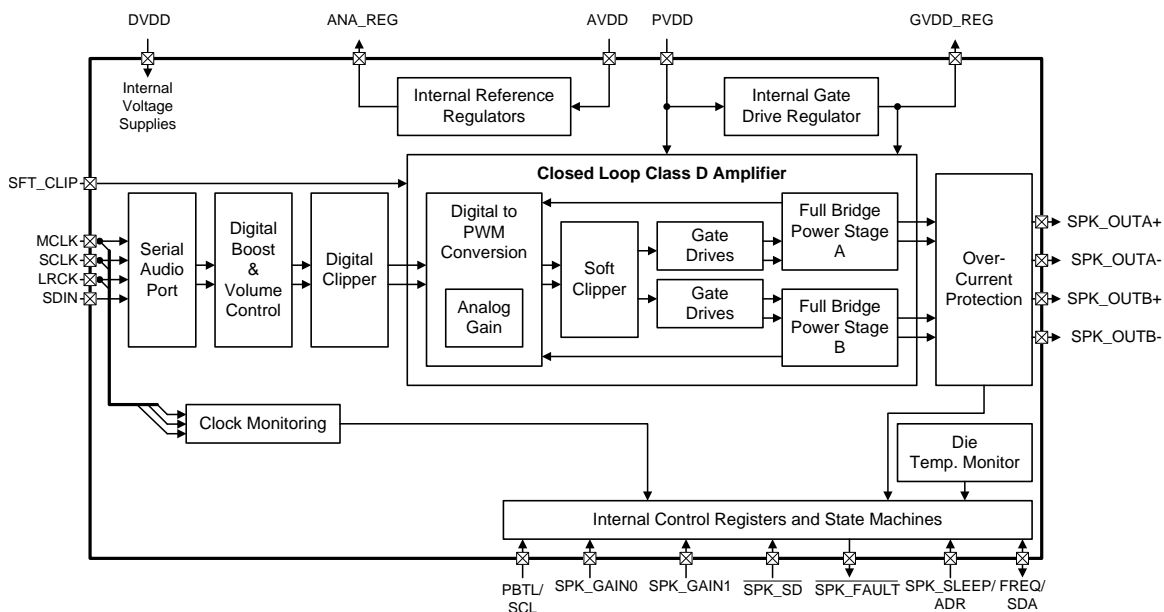 DVDD
ANA_REG
AVDD
PVDD
GVDD_REG
Internal
Voltage
Supplies
Internal Reference
Regulators
Internal Gate
Drive Regulator
SFT_CLIP
MCLK
SCLK
LRCK
SDIN
Serial
Audio
Port
Digital
Boost
&
Volume
Control
Digital
Clipper
Closed Loop Class D Amplifier
Digital to
PWM
Conversion
Analog
Gain
Soft
Clipper
Gate
Drives
Gate
Drives
Full Bridge
Power Stage
A
Full Bridge
Power Stage
B
Over-
Current
Protection
SPK_OUTA+
SPK_OUTA-
SPK_OUTB+
SPK_OUTB-
Clock Monitoring
Die
Temp. Monitor
Internal Control Registers and State Machines
PBTL/
SCL
SPK_GAIN0
SPK_GAIN1
SPK_SD
SPK_FAULT
SPK_SLEEP/
ADR
FREQ/
SDA